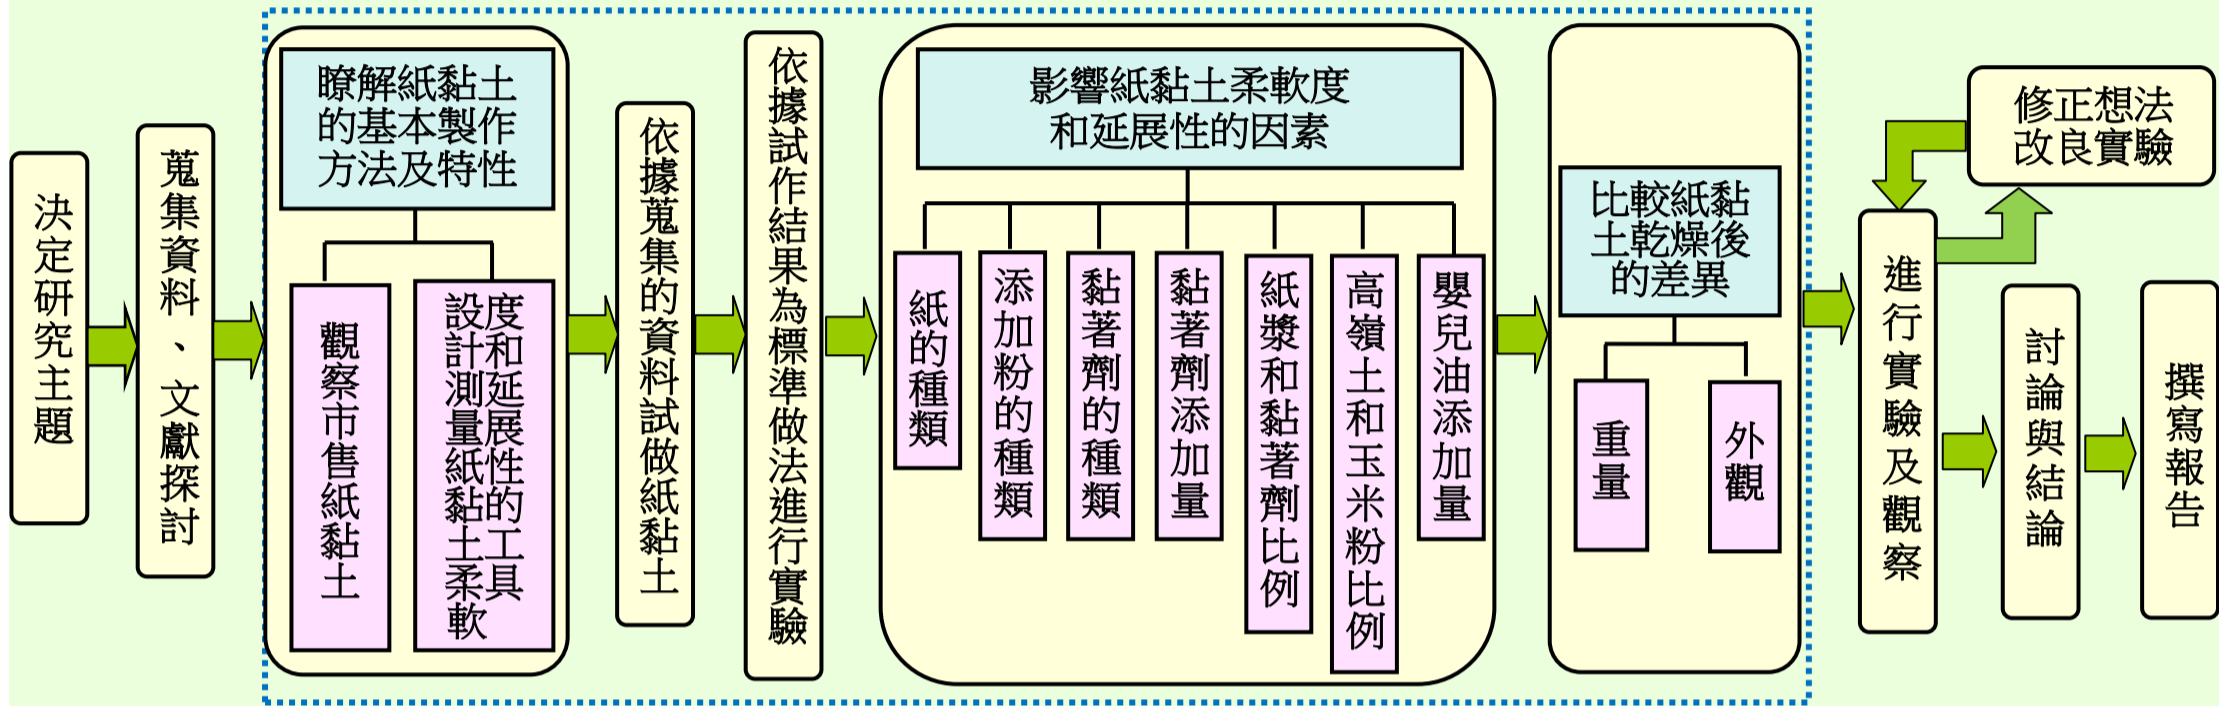 決定研究主題
蒐集資料、文獻探討
瞭解紙黏土
的基本製作
方法及特性
觀察市售紙黏土
設計測量紙黏土柔軟
度和延展性的工具
依據蒐集的資料試做紙黏土
依據試作結果為標準做法進行實驗
影響紙黏土柔軟度
和延展性的因素
紙的種類
添加粉的種類
黏著劑的種類
黏著劑添加量
紙漿和黏著劑比例
高嶺土和玉米粉比例
嬰兒油添加量
比較紙黏
土乾燥後
的差異
重量
外觀
進行實驗及觀察
修正想法
改良實驗
討論與結論
撰寫報告